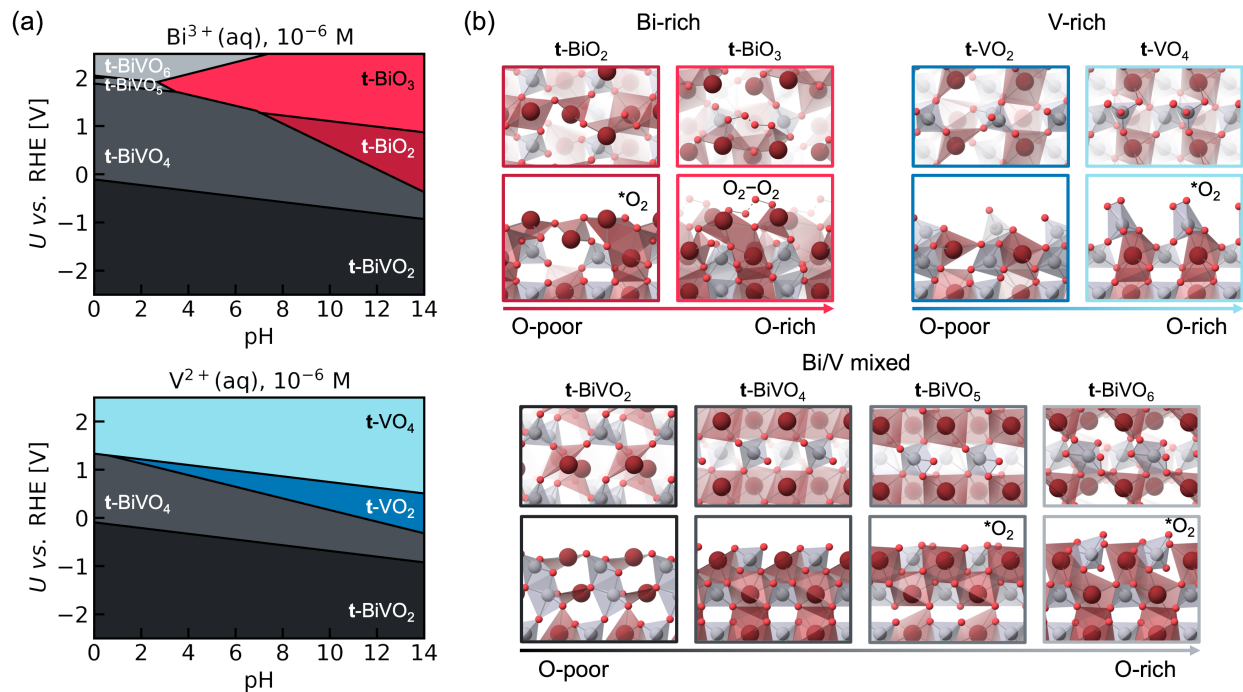 (a)
Bi³⁺(aq), 10⁻⁶ M
t-BiVO₆
t-BiVO₅
t-BiO₃
t-BiVO₄
t-BiO₂
t-BiVO₂
U vs. RHE [V]
2
1
0
−1
−2
0 2 4 6 8 10 12 14
pH
V²⁺(aq), 10⁻⁶ M
t-VO₄
t-BiVO₄
t-VO₂
t-BiVO₂
U vs. RHE [V]
2
1
0
−1
−2
0 2 4 6 8 10 12 14
pH
(b)
Bi-rich
t-BiO₂ t-BiO₃
*O₂
O₂−O₂
O-poor O-rich
V-rich
t-VO₂ t-VO₄
*O₂
O-poor O-rich
Bi/V mixed
t-BiVO₂ t-BiVO₄ t-BiVO₅ t-BiVO₆
*O₂
*O₂
O-poor O-rich